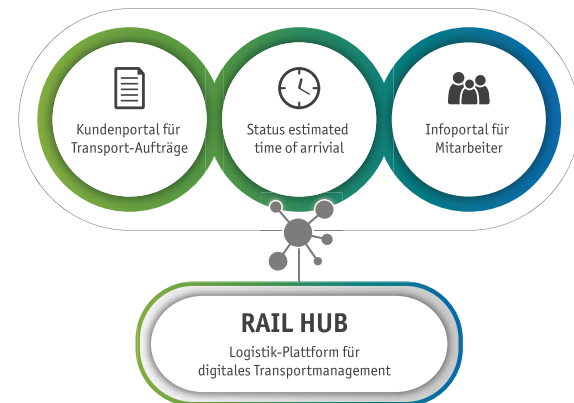 Kundenportal für
Transport-Aufträge
Status estimated
time of arrivial
Infoportal für
Mitarbeiter
RAIL HUB
Logistik-Plattform für
digitales Transportmanagement